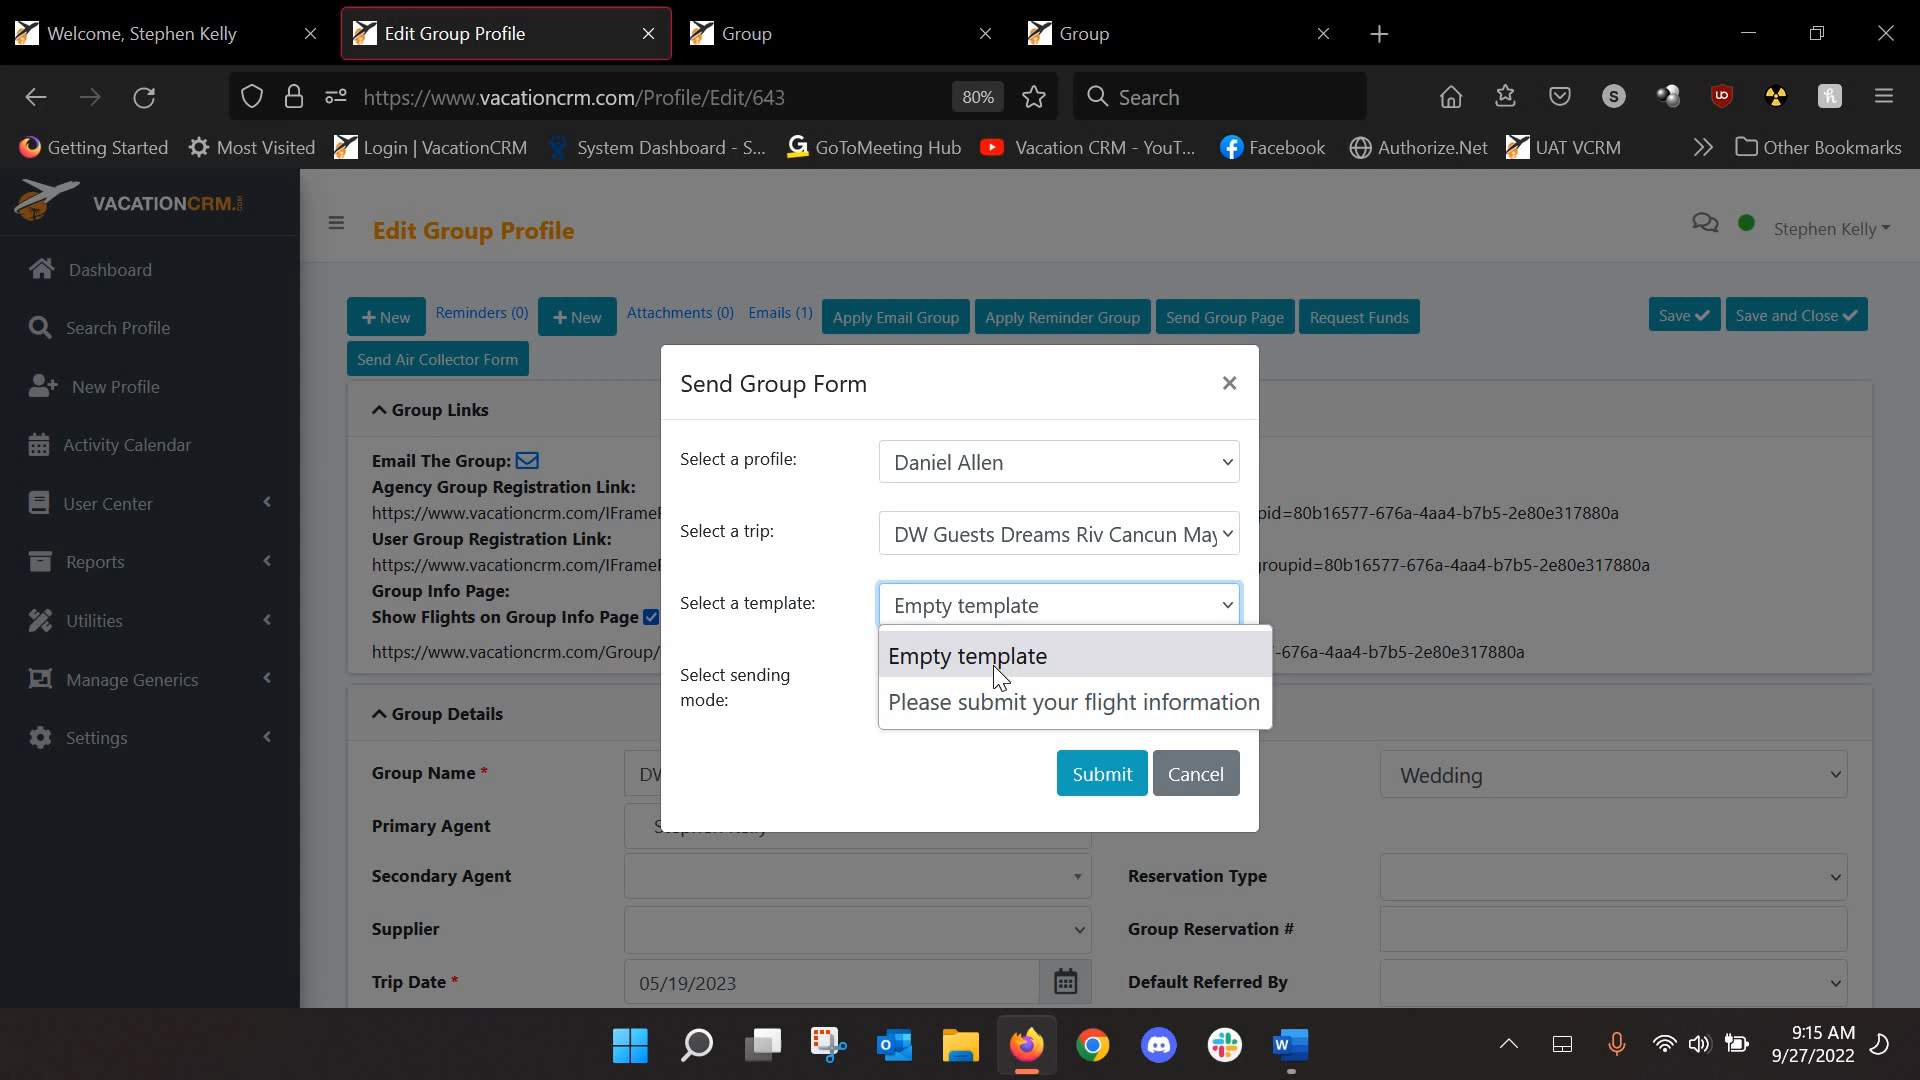 Welcome, Stephen Kelly
Edit Group Profile
Group
Group
https://www.vacationcrm.com/Profile/Edit/643
80%
Search
Getting Started
Most Visited
Login | VacationCRM
System Dashboard - S...
GoToMeeting Hub
Vacation CRM - YouT...
Facebook
Authorize.Net
UAT VCRM
Other Bookmarks
VACATIONCRM.
Edit Group Profile
Stephen Kelly
Dashboard
Search Profile
New Profile
Activity Calendar
User Center
Reports
Utilities
Manage Generics
Settings
New
Reminders (0)
New
Attachments (0)
Emails (1)
Apply Email Group
Apply Reminder Group
Send Group Page
Request Funds
Save
Save and Close
Send Air Collector Form
Group Links
Email The Group:
Agency Group Registration Link:
https://www.vacationcrm.com/IFrameF
pid=80b16577-676a-4aa4-b7b5-2e80e317880a
User Group Registration Link:
https://www.vacationcrm.com/IFrameF
roupid=80b16577-676a-4aa4-b7b5-2e80e317880a
Group Info Page:
Show Flights on Group Info Page
https://www.vacationcrm.com/Group/
-676a-4aa4-b7b5-2e80e317880a
Send Group Form
Select a profile:
Daniel Allen
Select a trip:
DW Guests Dreams Riv Cancun May
Select a template:
Empty template
Empty template
Please submit your flight information
Select sending
mode:
Submit
Cancel
Group Details
Group Name *
Wedding
Primary Agent
Stephen Kelly
Secondary Agent
Reservation Type
Supplier
Group Reservation #
Trip Date *
05/19/2023
Default Referred By
9:15 AM
9/27/2022